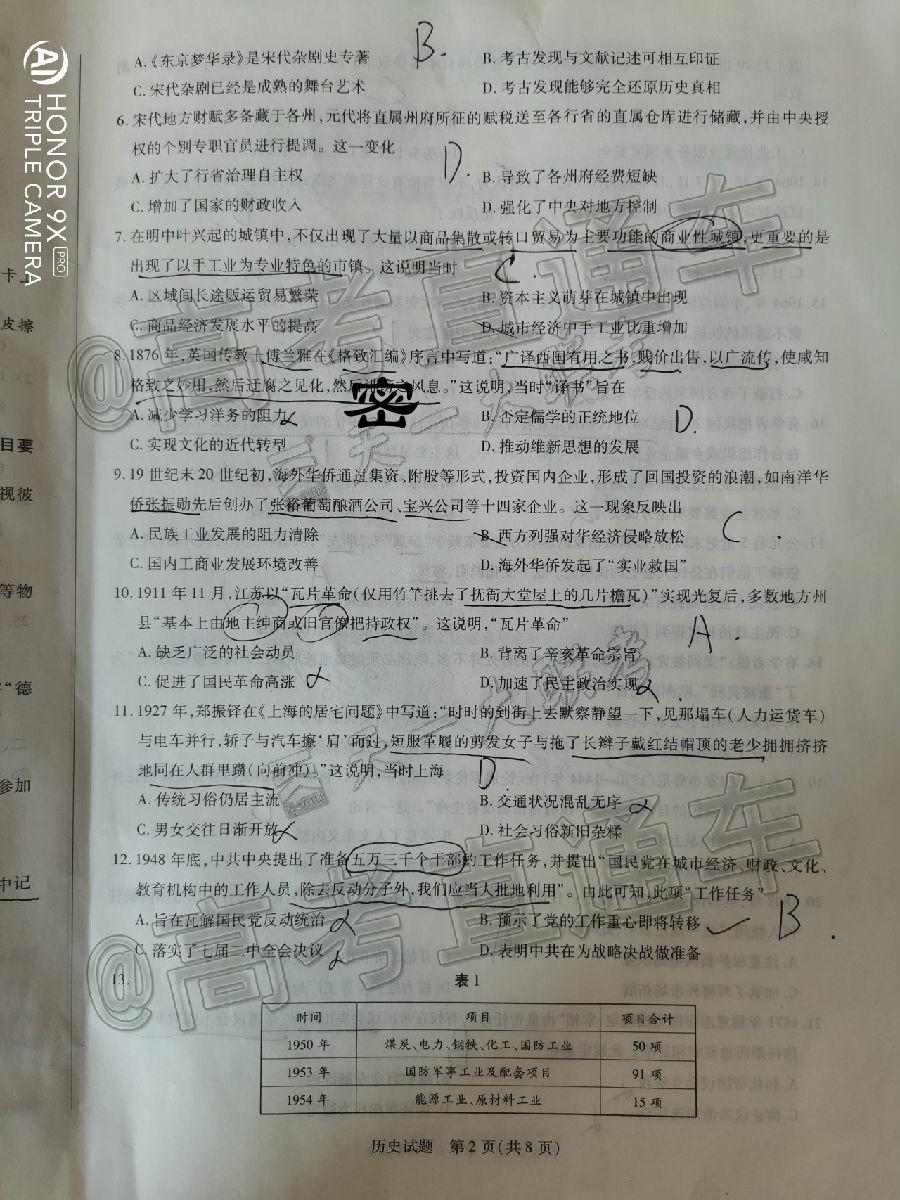 HONOR 9X PRO
AI TRIPLE CAMERA
B.
A.《东京梦华录》是宋代杂剧史专著 B.考古发现与文献记述可相互印证
C.宋代杂剧已经是成熟的舞台艺术 D.考古发现能够完全还原历史真相
6.宋代地方财赋多条藏于各州,元代将直属州府所征的赋税送至各行省的直属仓库进行储藏,并由中央授
权的个别专职官员进行提调。这一变化 D.
A.扩大了行省治理自主权 B.导致了各州府经费短缺
C.增加了国家的财政收入 D.强化了中央对地方控制
7.在明中叶兴起的城镇中,不仅出现了大量以商品集散或转口贸易为主要功能的商业性城镇,更重要的是
出现了以手工业为专业特色的市镇。这说明当时 C.
A.区域间长途贩运贸易繁荣 B.资本主义萌芽在城镇中出现
C.商品经济发展水平的提高 D.城市经济中手工业比重增加
8.1876年,英国传教士傅兰雅在《格致汇编》序言中写道:“广译西国有用之书,贱价出售,以广流传,使咸知
格致之妙用,然后迂腐之见化,然后之风息。”这说明,当时“译书”旨在
密
A.减少学习洋务的阻力 B.否定儒学的正统地位 D.
C.实现文化的近代转型 D.推动维新思想的发展
9.19世纪末20世纪初,海外华侨通过集资、附股等形式,投资国内企业,形成了回国投资的浪潮,如南洋华
侨张振勋先后创办了张裕葡萄酿酒公司、宝兴公司等十四家企业。这一现象反映出
A.民族工业发展的阻力清除 B.西方列强对华经济侵略放松 C.
C.国内工商业发展环境改善 D.海外华侨发起了“实业救国”
10.1911年11月,江苏以“瓦片革命(仅用竹竿挑去了抚衙大堂屋上的几片檐瓦)”实现光复后,多数地方州
县“基本上由地主绅商或旧官僚把持政权”。这说明,“瓦片革命” A.
A.缺乏广泛的社会动员 B.背离了辛亥革命宗旨
C.促进了国民革命高涨 D.加速了民主政治实现
11.1927年,郑振铎在《上海的居宅问题》中写道:“时时的到街上去默察静望一下,见那塌车(人力运货车)
与电车并行,轿子与汽车擦‘肩’而过,短服革履的剪发女子与拖了长辫子戴红结帽顶的老少拥拥挤挤
地同在人群里躜(向前冲)。”这说明,当时上海 D
A.传统习俗仍居主流 B.交通状况混乱无序
C.男女交往日渐开放 D.社会习俗新旧杂糅
12.1948年底,中共中央提出了准备五万三千个干部的工作任务,并提出“国民党在城市经济、财政、文化、
教育机构中的工作人员,除去反动分子外,我们应当大批地利用”。由此可知,此项“工作任务”
A.旨在瓦解国民党反动统治 B.预示了党的工作重心即将转移 B.
C.落实了七届二中全会决议 D.表明中共在为战略决战做准备
13. 表1
时间 项目 项目合计
1950年 煤炭、电力、钢铁、化工、国防工业 50项
1953年 国防军事工业及配套项目 91项
1954年 能源工业、原材料工业 15项
历史试题 第2页(共8页)
@高考直通车
@高考直通车
卡上
皮擦
目要
视彼
等物
“德
参加
中记